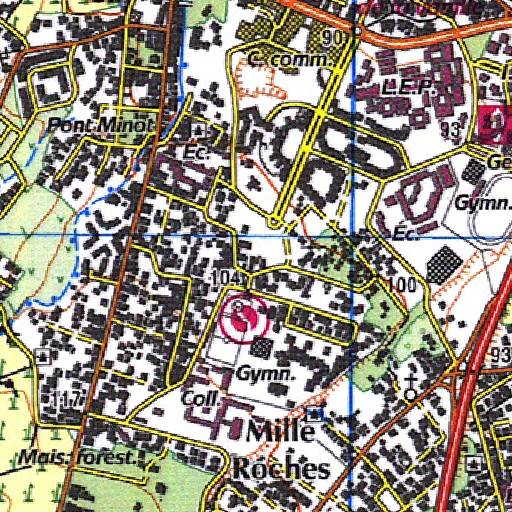 90
C. comm.
L.E.P.
Pont Minot
93
Ec.
Ge
Gymn.
Ec.
104
100
93
Gymn.
117
Coll.
Mille
Roches
Mais. forest.